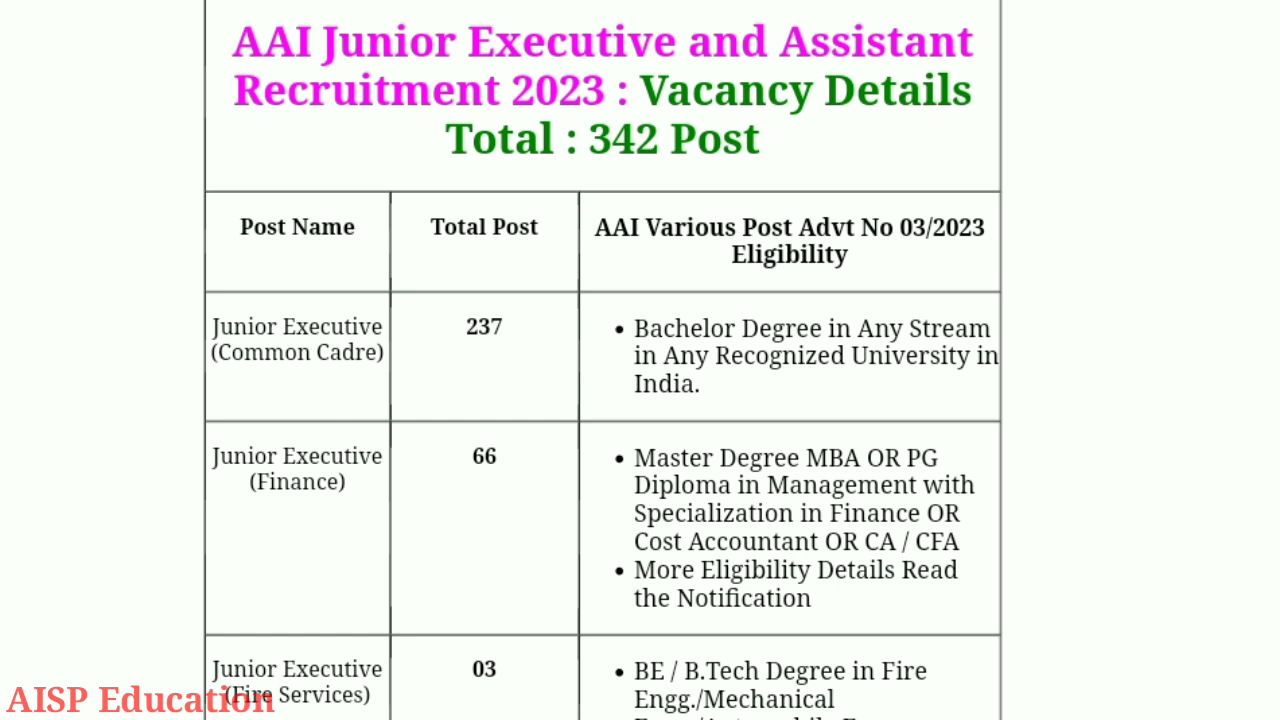 AAI Junior Executive and Assistant
Recruitment 2023 : Vacancy Details
Total : 342 Post
Post Name
Total Post
AAI Various Post Advt No 03/2023
Eligibility
Junior Executive
(Common Cadre)
237
• Bachelor Degree in Any Stream
in Any Recognized University in
India.
Junior Executive
(Finance)
66
• Master Degree MBA OR PG
Diploma in Management with
Specialization in Finance OR
Cost Accountant OR CA / CFA
• More Eligibility Details Read
the Notification
Junior Executive
(Fire Services)
03
• BE / B.Tech Degree in Fire
Engg./Mechanical
AISP Education